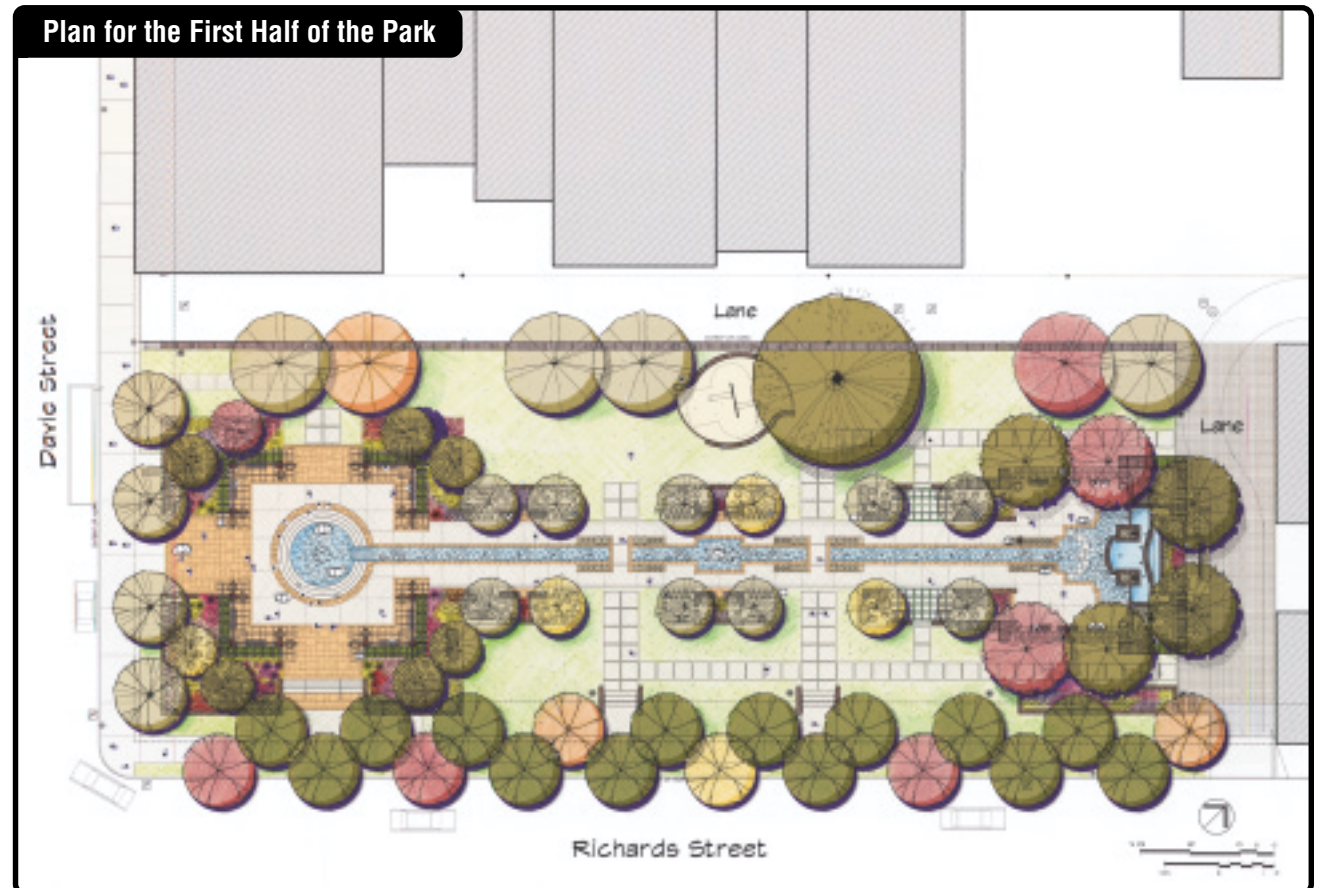 Plan for the First Half of the Park
Lane
Davie Street
Lane
Richards Street